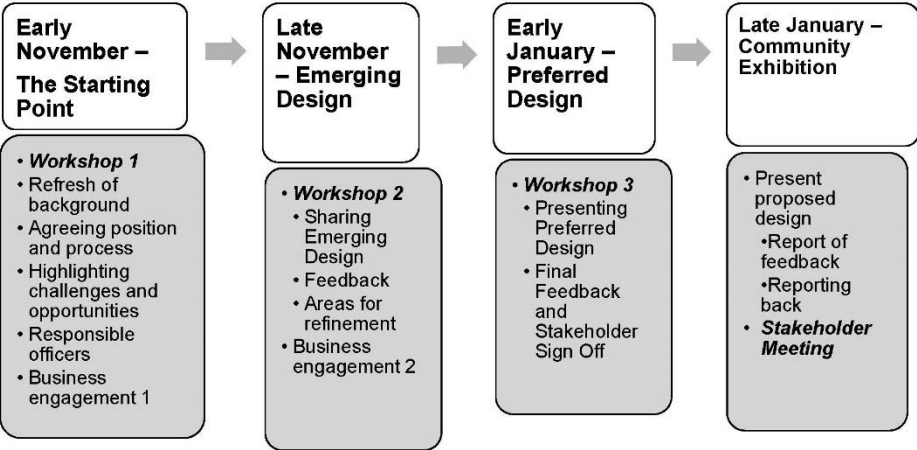 Early
November –
The Starting
Point
• Workshop 1
• Refresh of
background
• Agreeing position
and process
• Highlighting
challenges and
opportunities
• Responsible
officers
• Business
engagement 1
Late
November
– Emerging
Design
• Workshop 2
• Sharing
Emerging
Design
• Feedback
• Areas for
refinement
• Business
engagement 2
Early
January –
Preferred
Design
• Workshop 3
• Presenting
Preferred
Design
• Final
Feedback
and
Stakeholder
Sign Off
Late January –
Community
Exhibition
• Present
proposed
design
•Report of
feedback
•Reporting
back
• Stakeholder
Meeting